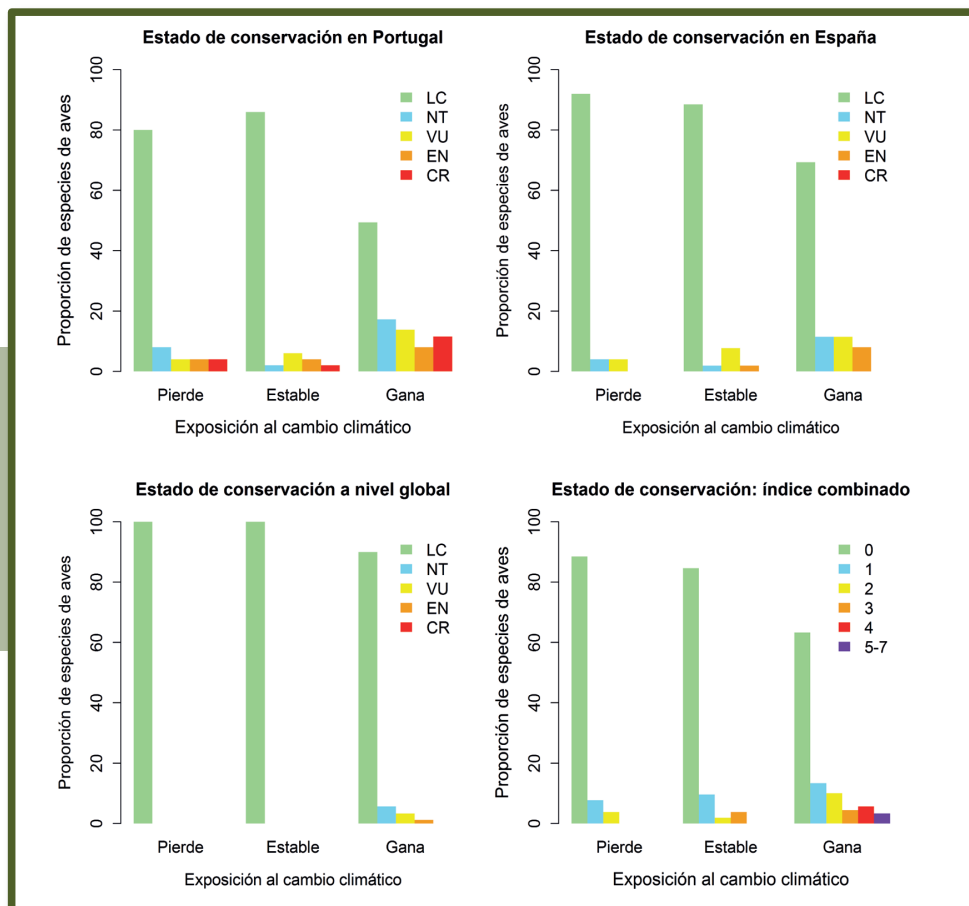 Estado de conservación en Portugal
Proporción de especies de aves
100
80
60
40
20
0
LC
NT
VU
EN
CR
Pierde
Estable
Gana
Exposición al cambio climático
Estado de conservación en España
Proporción de especies de aves
100
80
60
40
20
0
LC
NT
VU
EN
CR
Pierde
Estable
Gana
Exposición al cambio climático
Estado de conservación a nivel global
Proporción de especies de aves
100
80
60
40
20
0
LC
NT
VU
EN
CR
Pierde
Estable
Gana
Exposición al cambio climático
Estado de conservación: índice combinado
Proporción de especies de aves
100
80
60
40
20
0
0
1
2
3
4
5-7
Pierde
Estable
Gana
Exposición al cambio climático